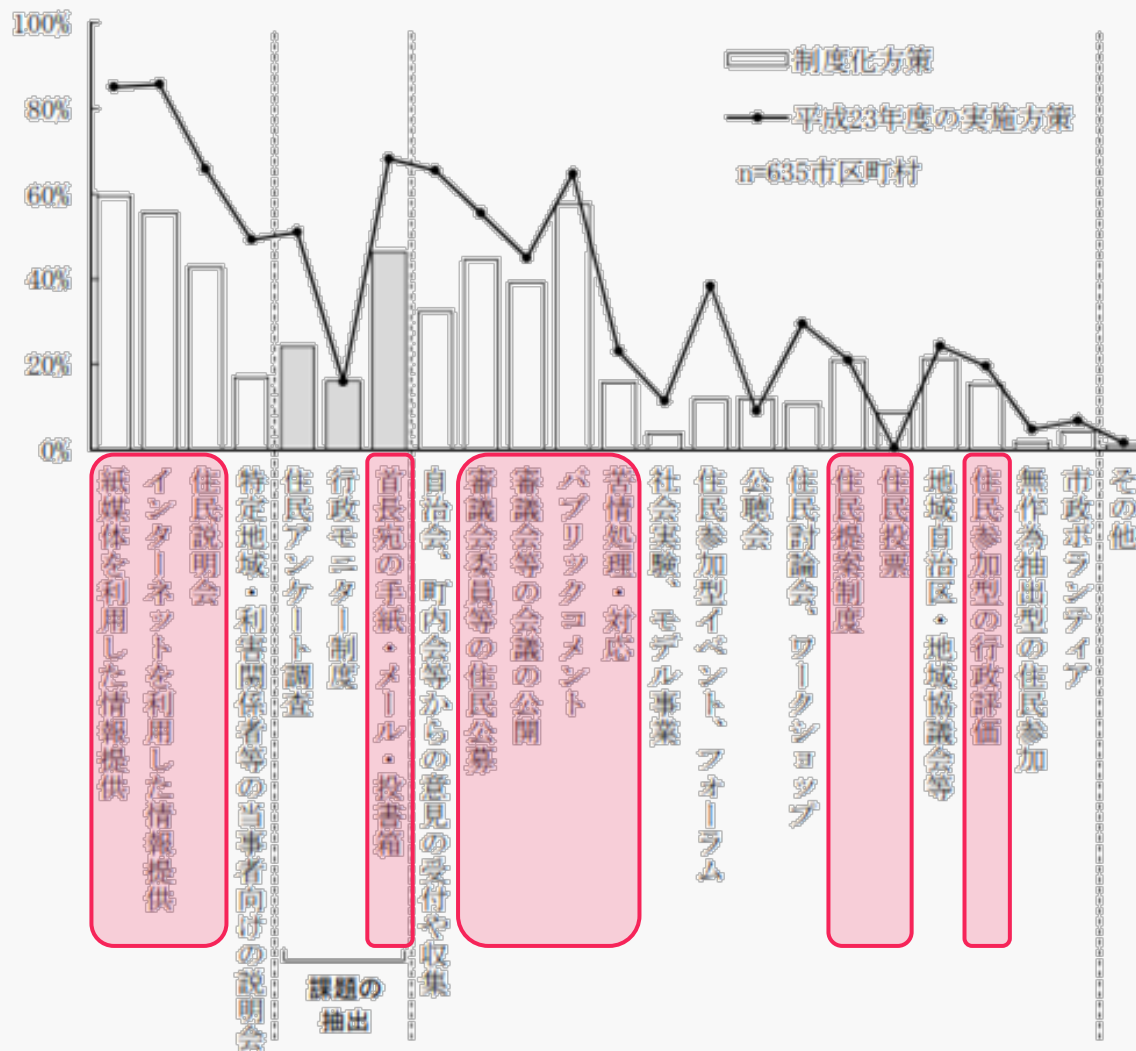 100%
80%
60%
40%
20%
0%
制度化方策
平成23年度の実施方策
n=635市区町村
紙媒体を利用した情報提供
インターネットを利用した情報提供
住民説明会
特定地域・利害関係者等の当事者向けの説明会
住民アンケート調査
行政モニター制度
首長宛の手紙・メール・投書箱
自治会、町内会等からの意見の受付や収集
審議会委員等の住民公募
審議会等の会議の公開
パブリックコメント
苦情処理・対応
社会実験、モデル事業
住民参加型イベント、フォーラム
公聴会
住民討論会、ワークショップ
住民提案制度
住民投票
地域自治区・地域協議会等
住民参加型の行政評価
無作為抽出型の住民参加
市政ボランティア
その他
課題の
抽出